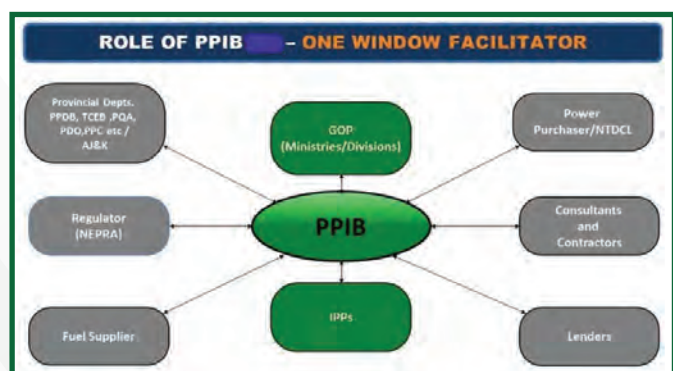 ROLE OF PPIB – ONE WINDOW FACILITATOR
Provincial Depts.
PPDB, TCEB ,PQA,
PDO,PPC etc /
AJ&K
GOP
(Ministries/Divisions)
Power
Purchaser/NTDCL
Regulator
(NEPRA)
PPIB
Consultants
and
Contractors
Fuel Supplier
IPPs
Lenders